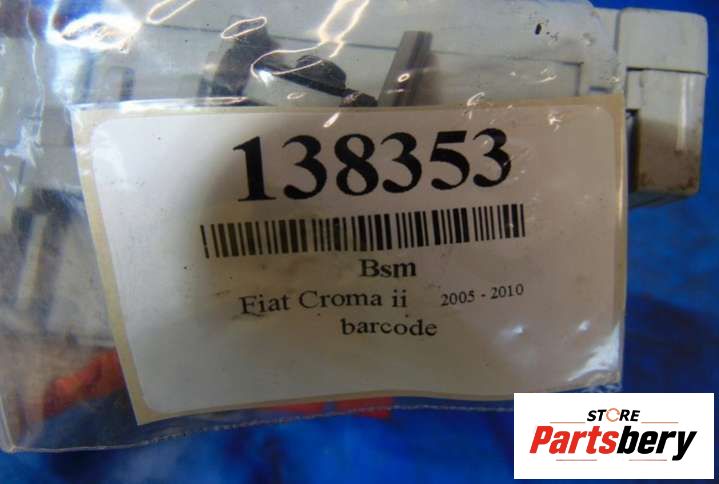 138353
Bsm
Fiat Croma ii 2005 - 2010
barcode
STORE
Partsbery